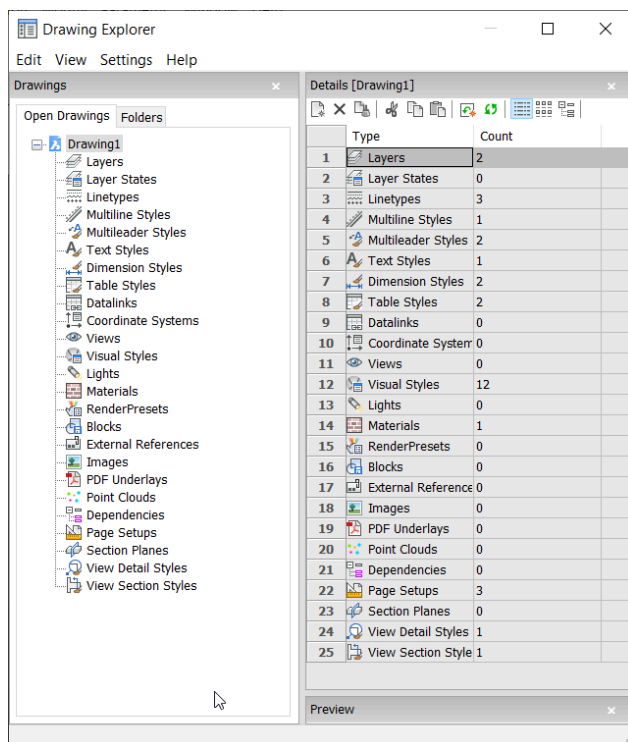 Drawing Explorer
Edit View Settings Help
Drawings
Open Drawings Folders
Drawing1
Layers
Layer States
Linetypes
Multiline Styles
Multileader Styles
Text Styles
Dimension Styles
Table Styles
Datalinks
Coordinate Systems
Views
Visual Styles
Lights
Materials
RenderPresets
Blocks
External References
Images
PDF Underlays
Point Clouds
Dependencies
Page Setups
Section Planes
View Detail Styles
View Section Styles
Details [Drawing1]
Type Count
1 Layers 2
2 Layer States 0
3 Linetypes 3
4 Multiline Styles 1
5 Multileader Styles 2
6 Text Styles 1
7 Dimension Styles 2
8 Table Styles 2
9 Datalinks 0
10 Coordinate System 0
11 Views 0
12 Visual Styles 12
13 Lights 0
14 Materials 1
15 RenderPresets 0
16 Blocks 0
17 External Reference 0
18 Images 0
19 PDF Underlays 0
20 Point Clouds 0
21 Dependencies 0
22 Page Setups 3
23 Section Planes 0
24 View Detail Styles 1
25 View Section Style 1
Preview